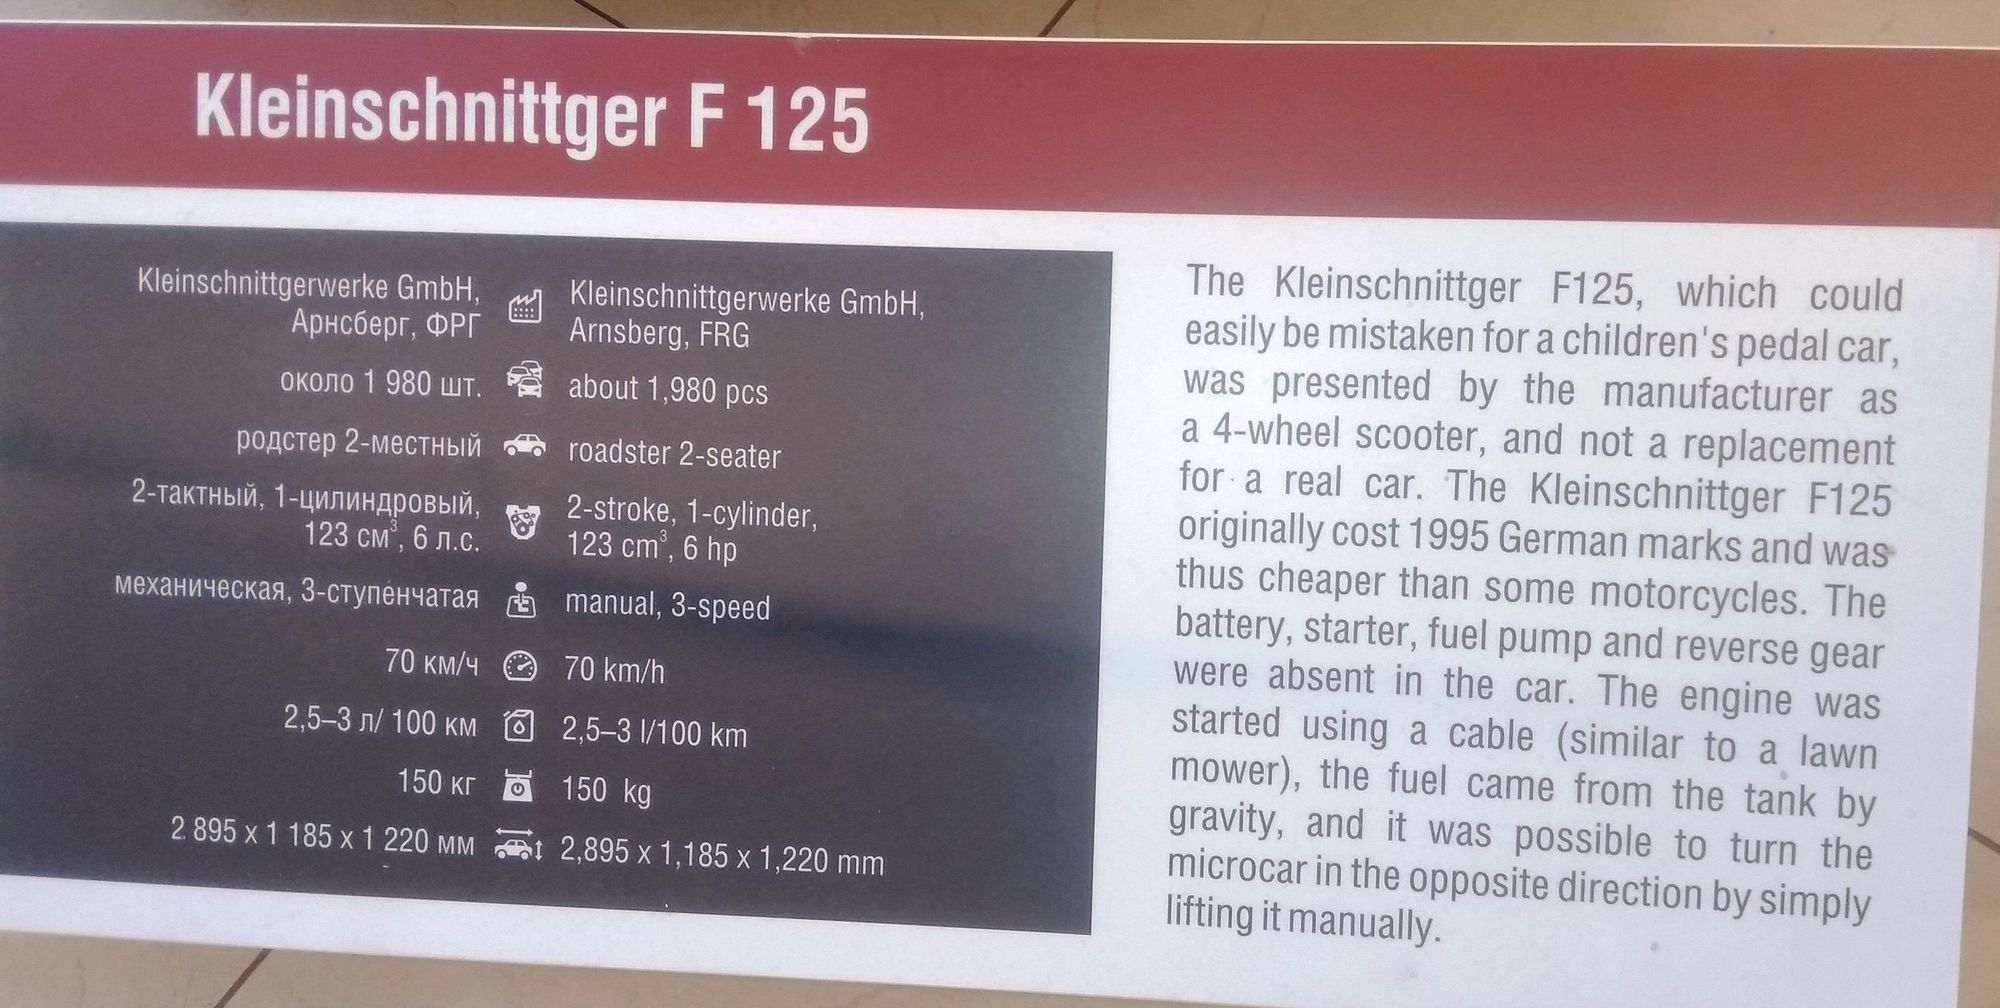 Kleinschnittger F 125
Kleinschnittgerwerke GmbH,
Арнсберг, ФРГ
Kleinschnittgerwerke GmbH,
Arnsberg, FRG
около 1 980 шт.
about 1,980 pcs
родстер 2-местный
roadster 2-seater
2-тактный, 1-цилиндровый,
123 см³, 6 л.с.
2-stroke, 1-cylinder,
123 cm³, 6 hp
механическая, 3-ступенчатая
manual, 3-speed
70 км/ч
70 km/h
2,5–3 л/ 100 км
2,5–3 l/100 km
150 кг
150 kg
2 895 x 1 185 x 1 220 мм
2,895 x 1,185 x 1,220 mm
The Kleinschnittger F125, which could
easily be mistaken for a children's pedal car,
was presented by the manufacturer as
a 4-wheel scooter, and not a replacement
for a real car. The Kleinschnittger F125
originally cost 1995 German marks and was
thus cheaper than some motorcycles. The
battery, starter, fuel pump and reverse gear
were absent in the car. The engine was
started using a cable (similar to a lawn
mower), the fuel came from the tank by
gravity, and it was possible to turn the
microcar in the opposite direction by simply
lifting it manually.